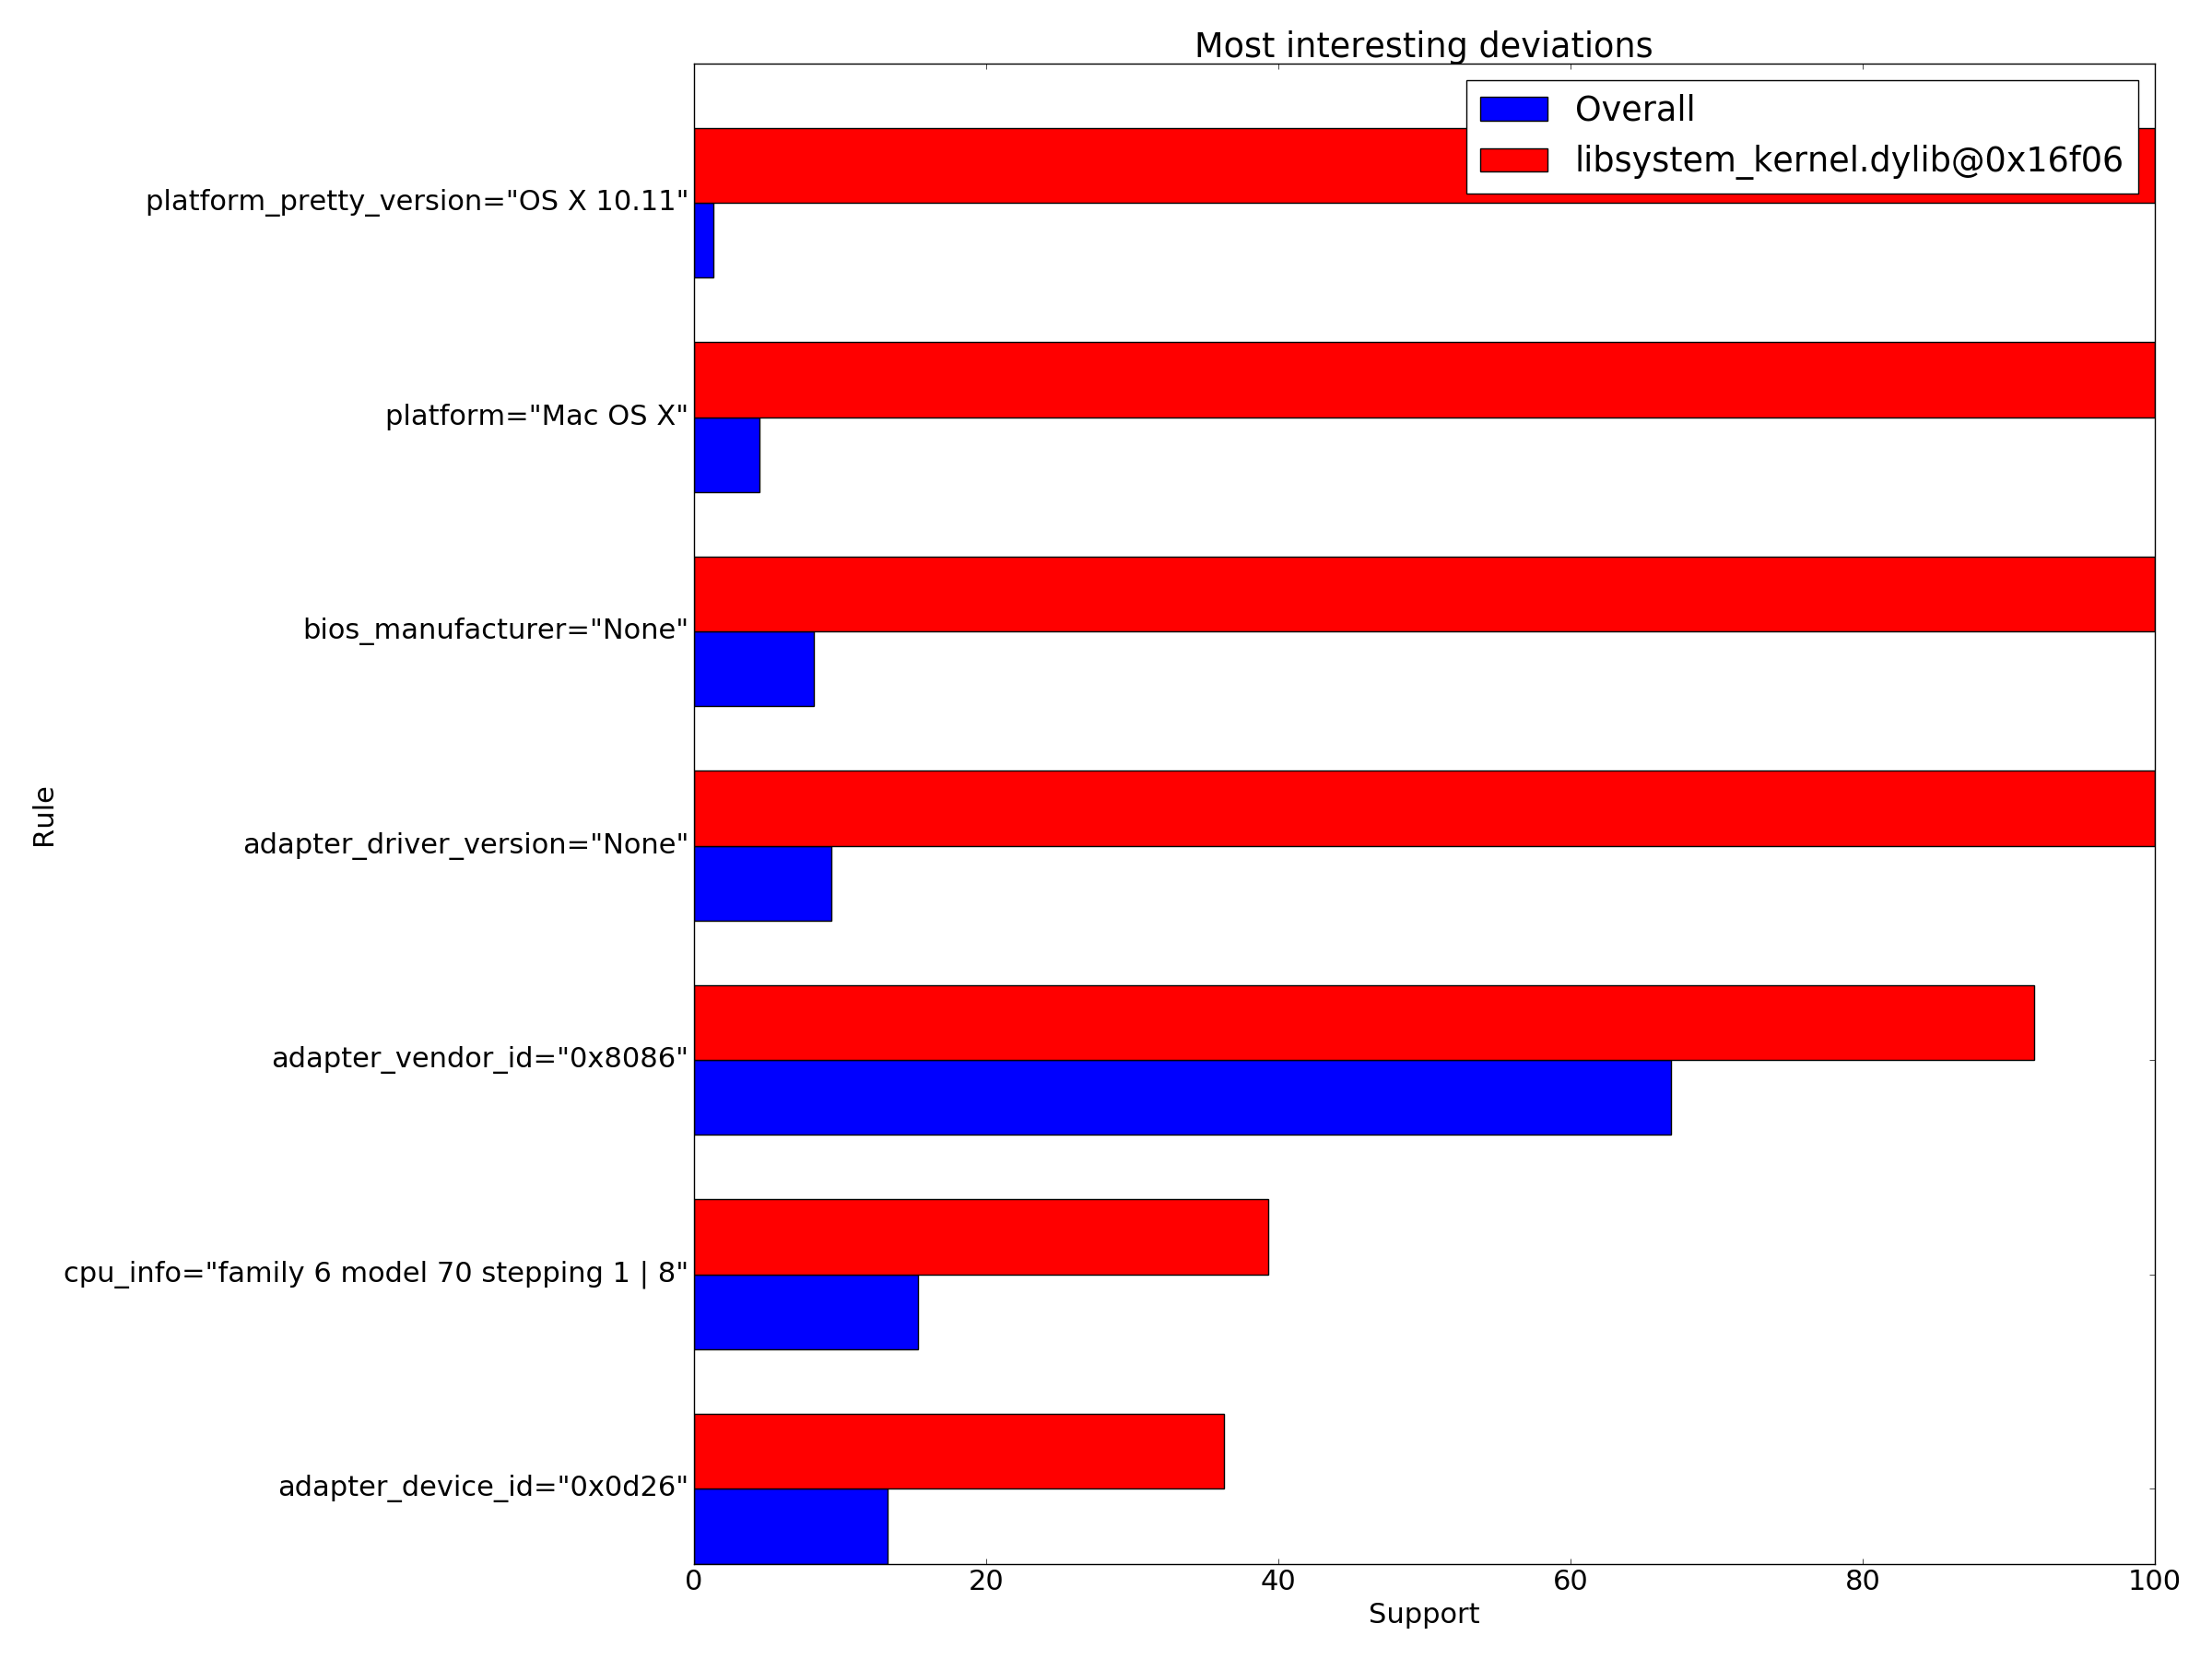 Most interesting deviations
Overall
libsystem_kernel.dylib@0x16f06
platform_pretty_version="OS X 10.11"
platform="Mac OS X"
bios_manufacturer="None"
adapter_driver_version="None"
adapter_vendor_id="0x8086"
cpu_info="family 6 model 70 stepping 1 | 8"
adapter_device_id="0x0d26"
Rule
0 20 40 60 80 100
Support